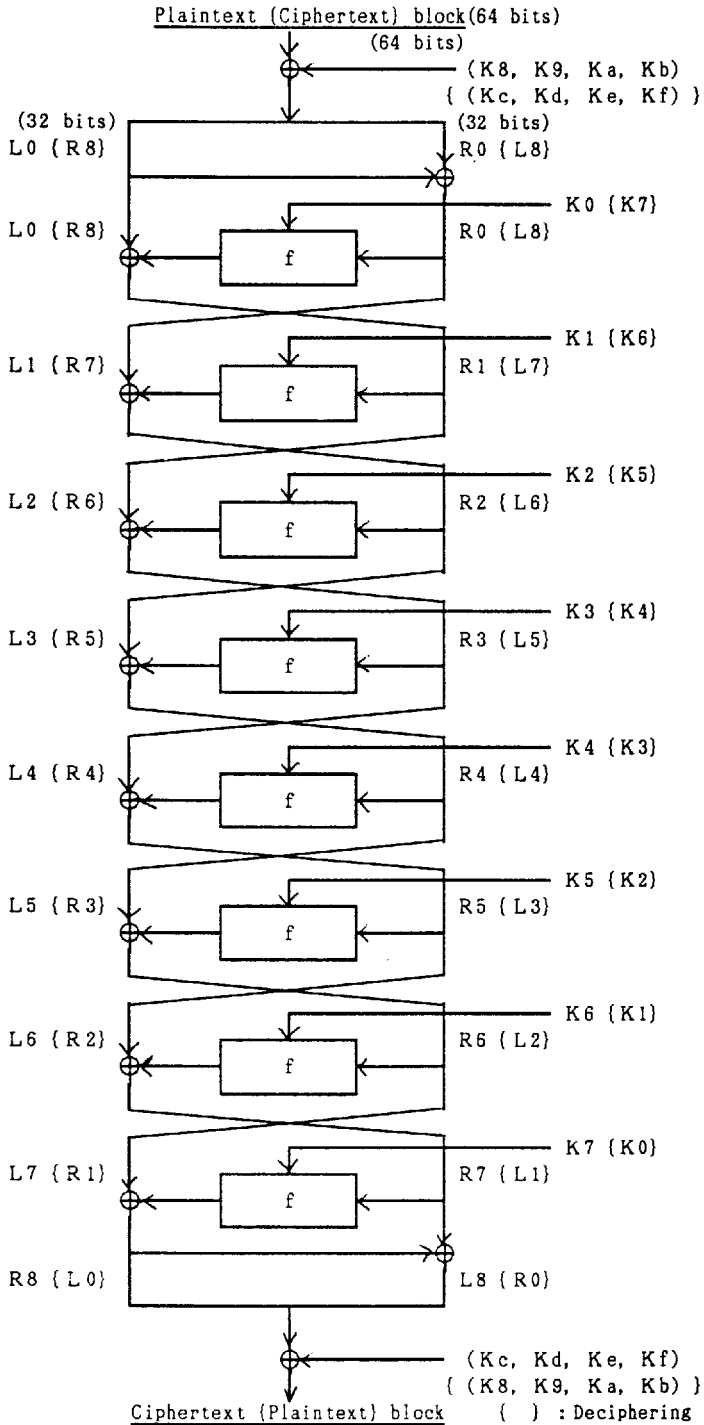 Plaintext {Ciphertext} block(64 bits)
(64 bits)
(K8, K9, Ka, Kb)
{ (Kc, Kd, Ke, Kf) }
(32 bits) (32 bits)
L0 {R8} R0 {L8}
K0 {K7}
L0 {R8} R0 {L8}
f
K1 {K6}
L1 {R7} R1 {L7}
f
K2 {K5}
L2 {R6} R2 {L6}
f
K3 {K4}
L3 {R5} R3 {L5}
f
K4 {K3}
L4 {R4} R4 {L4}
f
K5 {K2}
L5 {R3} R5 {L3}
f
K6 {K1}
L6 {R2} R6 {L2}
f
K7 {K0}
L7 {R1} R7 {L1}
f
R8 {L0} L8 {R0}
(Kc, Kd, Ke, Kf)
{ (K8, K9, Ka, Kb) }
Ciphertext {Plaintext} block { } : Deciphering